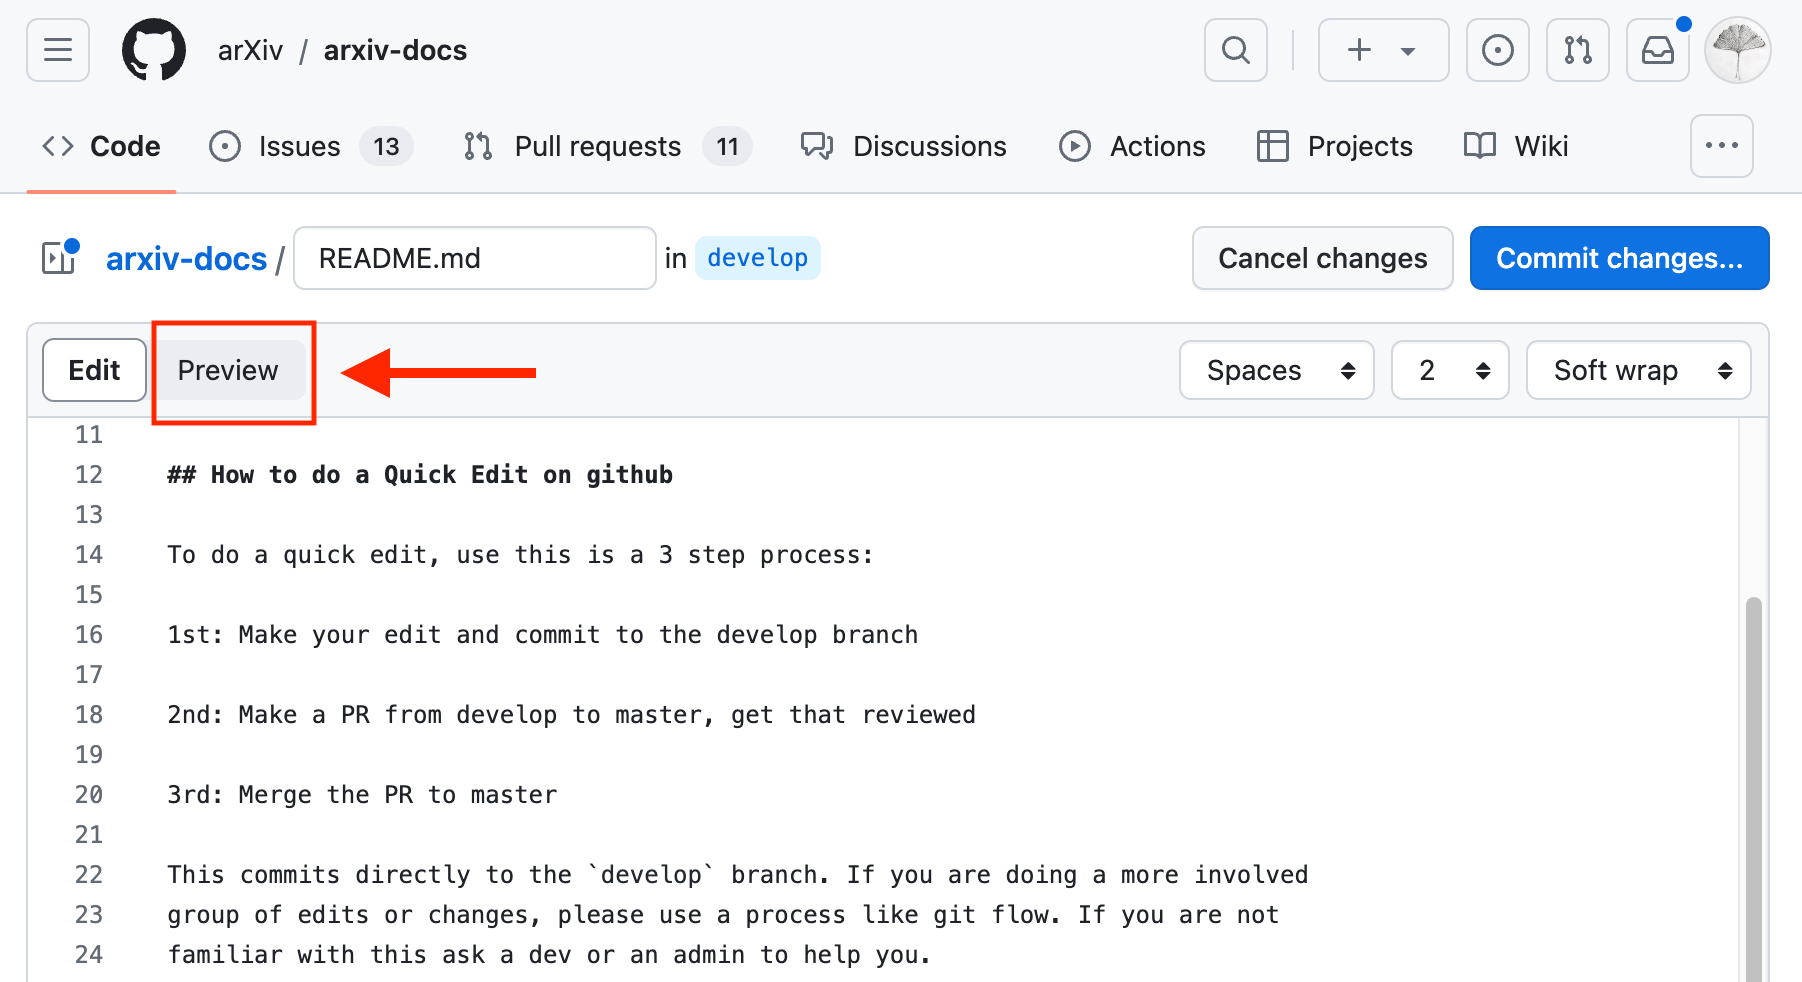 arXiv / arxiv-docs
Code Issues 13 Pull requests 11 Discussions Actions Projects Wiki
arxiv-docs / README.md in develop Cancel changes Commit changes...
Edit Preview Spaces 2 Soft wrap
11
12 ## How to do a Quick Edit on github
13
14 To do a quick edit, use this is a 3 step process:
15
16 1st: Make your edit and commit to the develop branch
17
18 2nd: Make a PR from develop to master, get that reviewed
19
20 3rd: Merge the PR to master
21
22 This commits directly to the `develop` branch. If you are doing a more involved
23 group of edits or changes, please use a process like git flow. If you are not
24 familiar with this ask a dev or an admin to help you.